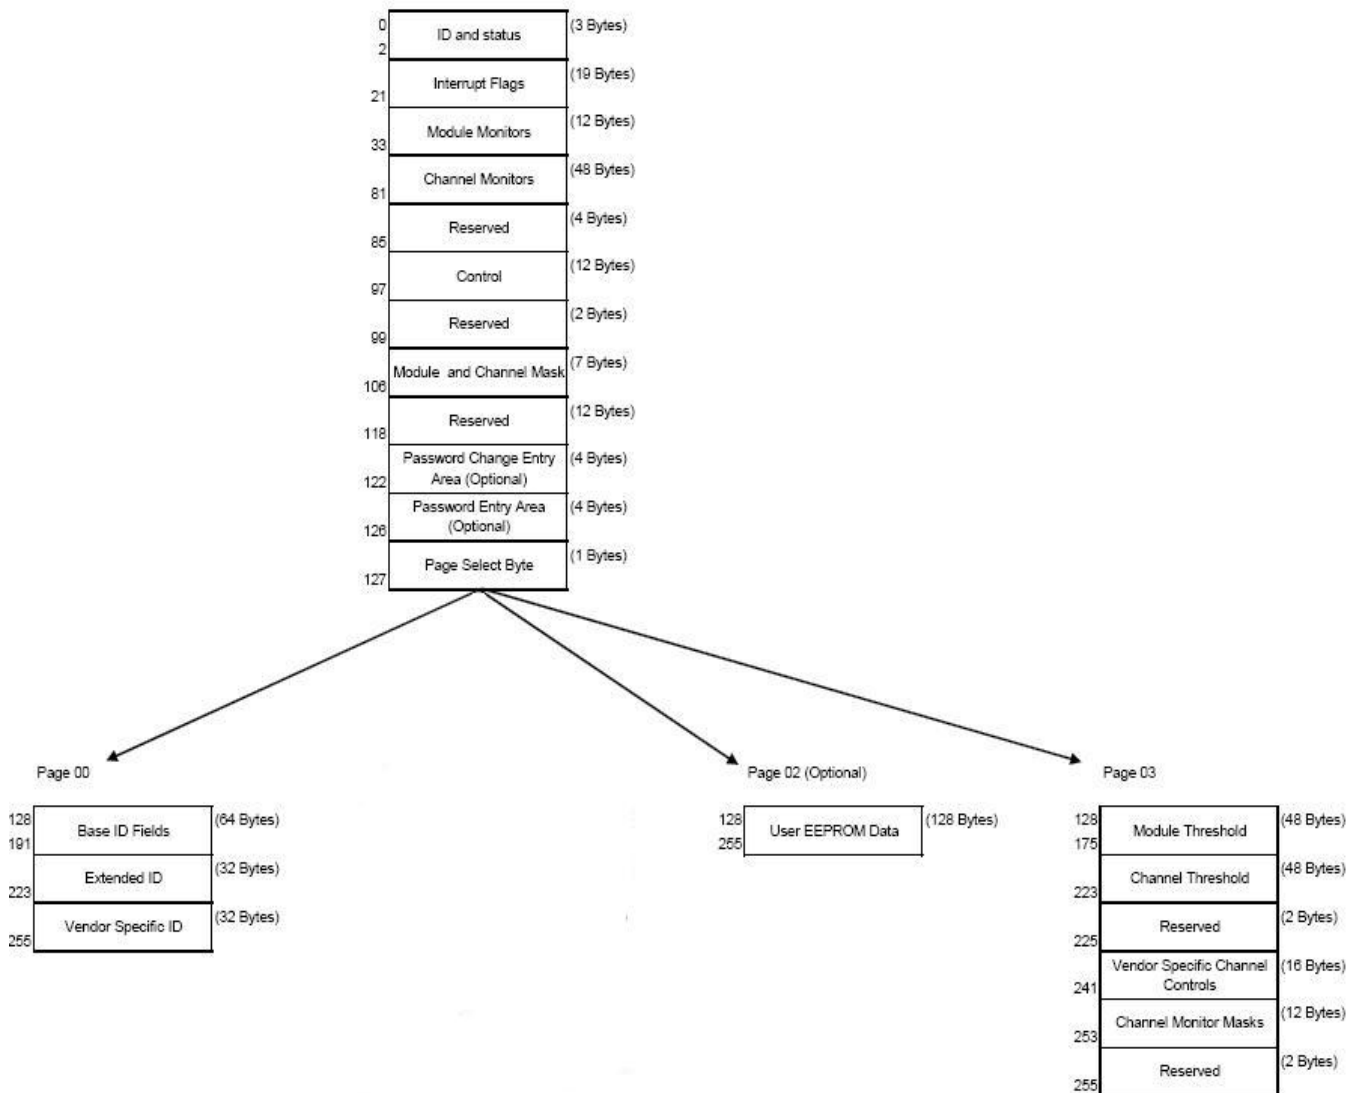 0
ID and status
(3 Bytes)
2
Interrupt Flags
(19 Bytes)
21
Module Monitors
(12 Bytes)
33
Channel Monitors
(48 Bytes)
81
Reserved
(4 Bytes)
85
Control
(12 Bytes)
97
Reserved
(2 Bytes)
99
Module and Channel Mask
(7 Bytes)
106
Reserved
(12 Bytes)
118
Password Change Entry
Area (Optional)
(4 Bytes)
122
Password Entry Area
(Optional)
(4 Bytes)
126
Page Select Byte
(1 Bytes)
127
Page 00
128
Base ID Fields
(64 Bytes)
191
Extended ID
(32 Bytes)
223
Vendor Specific ID
(32 Bytes)
255
Page 02 (Optional)
128
User EEPROM Data
(128 Bytes)
255
Page 03
128
Module Threshold
(48 Bytes)
175
Channel Threshold
(48 Bytes)
223
Reserved
(2 Bytes)
225
Vendor Specific Channel
Controls
(16 Bytes)
241
Channel Monitor Masks
(12 Bytes)
253
Reserved
(2 Bytes)
255